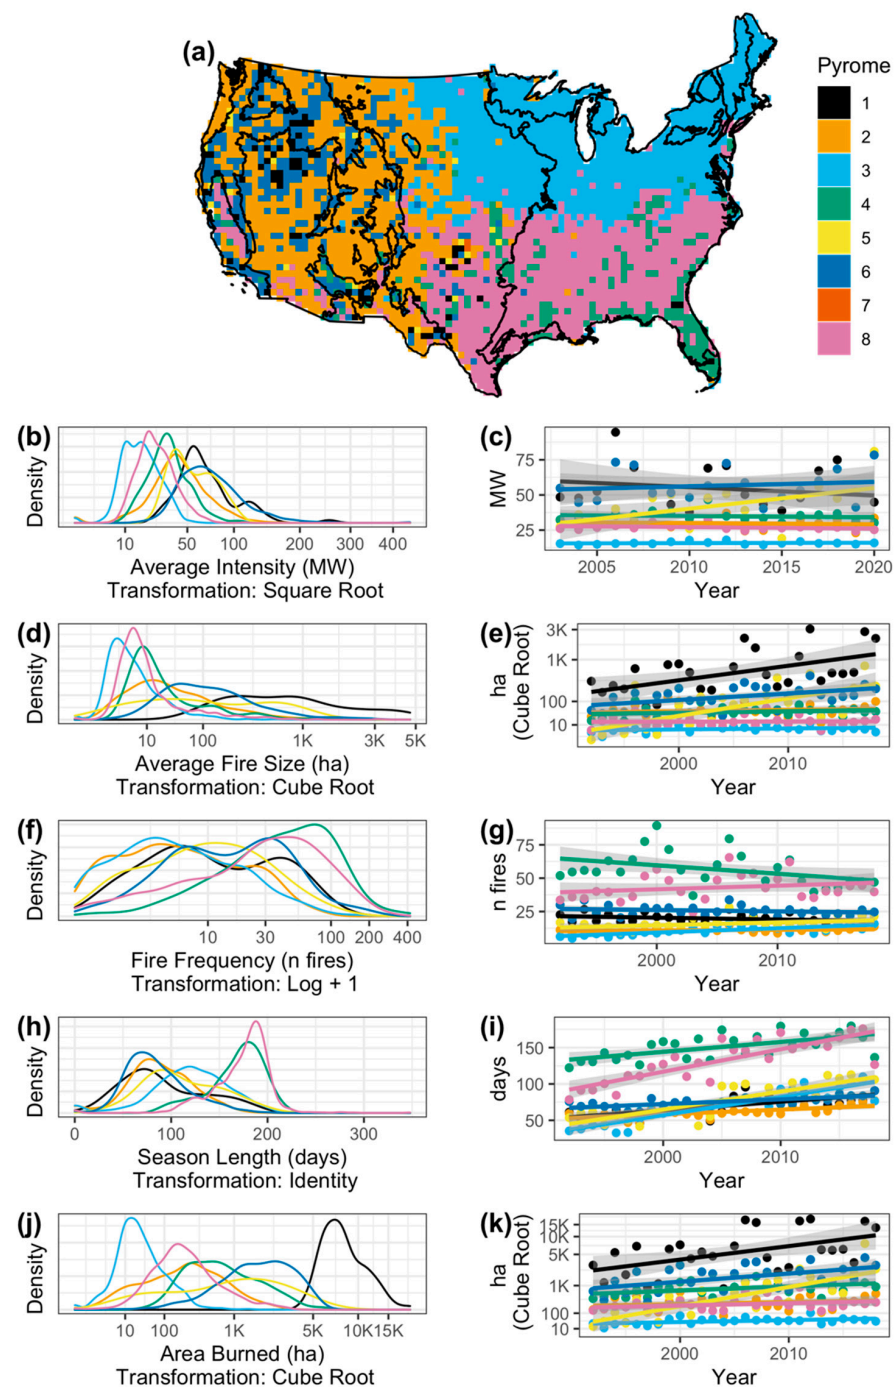 (a)
Pyrome
1
2
3
4
5
6
7
8
(b)
Density
10 50 100 200 300 400
Average Intensity (MW)
Transformation: Square Root
(c)
MW
75
50
25
2005 2010 2015 2020
Year
(d)
Density
10 100 1K 3K 5K
Average Fire Size (ha)
Transformation: Cube Root
(e)
ha
(Cube Root)
3K
1K
100
10
2000 2010
Year
(f)
Density
10 30 100 200 400
Fire Frequency (n fires)
Transformation: Log + 1
(g)
n fires
75
50
25
2000 2010
Year
(h)
Density
0 100 200 300
Season Length (days)
Transformation: Identity
(i)
days
150
100
50
2000 2010
Year
(j)
Density
10 100 1K 5K 10K 15K
Area Burned (ha)
Transformation: Cube Root
(k)
ha
(Cube Root)
15K
10K
5K
1K
100
10
2000 2010
Year